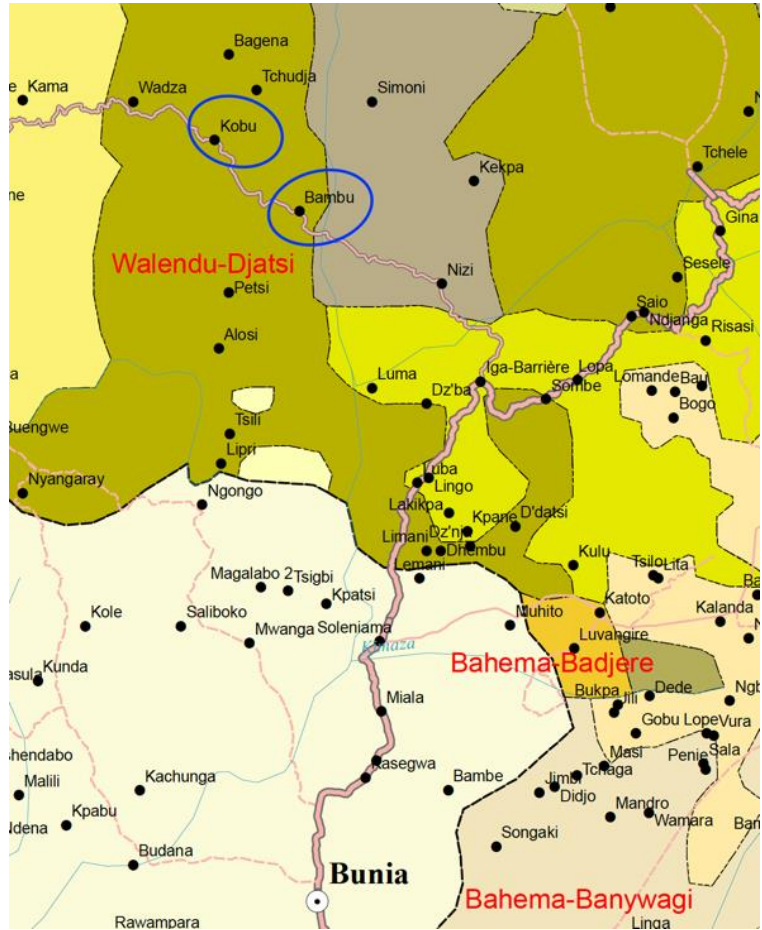 Bagena
Tchudja
Kama
Wadza
Simoni
Kobu
Kekpa
Tchele
Bambu
Gina
Walendu-Djatsi
Nizi
Sesele
Petsi
Saio
Ndjanga
Alosi
Risasi
Iga-Barrière
Lopa
Luma
Dz'ba
Sombe
Lomande
Bau
Bogo
Tsili
Buengwe
Lipri
Nyangaray
Luba
Lingo
Ngongo
Lakikpa
Kpane
D'datsi
Limani
Dz'nju
Dhembu
Lemani
Kulu
Tsilo
Lita
Magalabo 2
Tsigbi
Kpatsi
Katoto
Kole
Saliboko
Soleniama
Muhito
Kalanda
Mwanga
Luvangire
Bahema-Badjere
Kunda
Bukpa
Jili
Dede
Miala
Gobu
Lope
Vura
Masi
Penie
Sala
Malili
Kachunga
Bambe
Jimbi
Tchaga
Didjo
Kpabu
Mandro
Wamara
Budana
Songaki
Bunia
Bahema-Banywagi
Rawampara
Linga